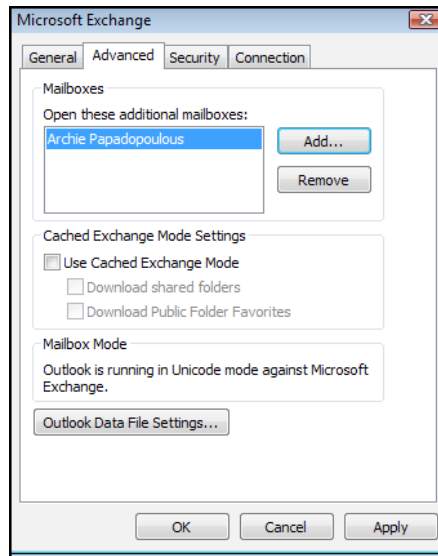 Microsoft Exchange
General Advanced Security Connection
Mailboxes
Open these additional mailboxes:
Archie Papadopoulous
Add...
Remove
Cached Exchange Mode Settings
Use Cached Exchange Mode
Download shared folders
Download Public Folder Favorites
Mailbox Mode
Outlook is running in Unicode mode against Microsoft
Exchange.
Outlook Data File Settings...
OK Cancel Apply